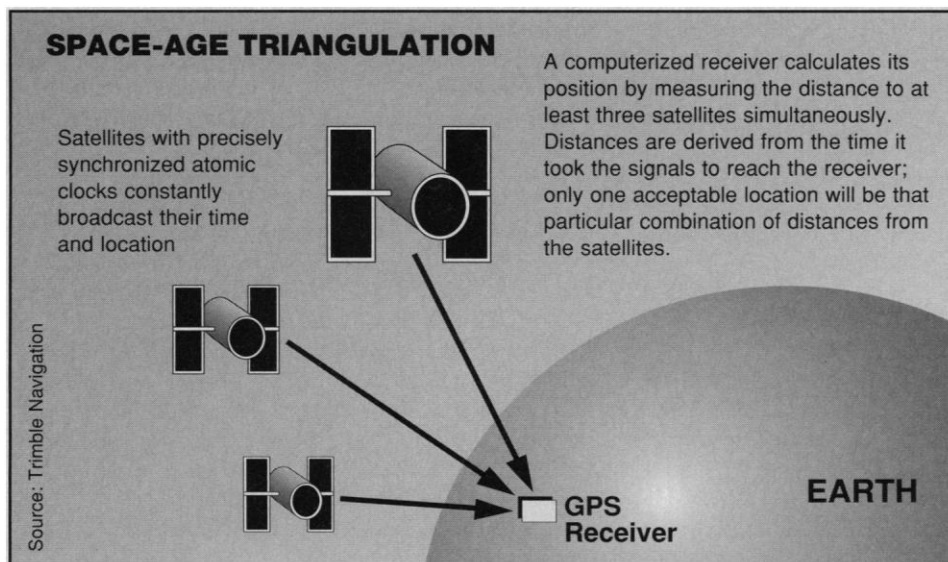 SPACE-AGE TRIANGULATION
Satellites with precisely
synchronized atomic
clocks constantly
broadcast their time
and location
A computerized receiver calculates its
position by measuring the distance to at
least three satellites simultaneously.
Distances are derived from the time it
took the signals to reach the receiver;
only one acceptable location will be that
particular combination of distances from
the satellites.
GPS
Receiver
EARTH
Source: Trimble Navigation